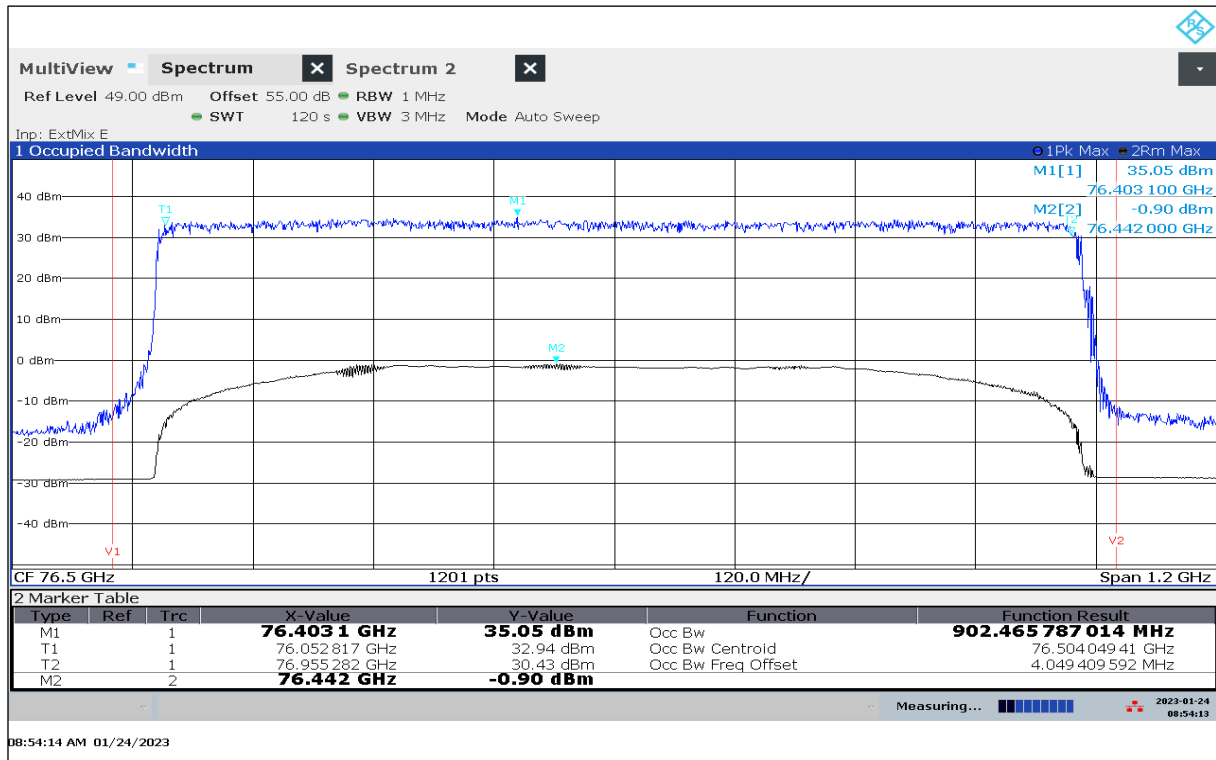 R&S
MultiView Spectrum X Spectrum 2 X
Ref Level 49.00 dBm Offset 55.00 dB RBW 1 MHz
SWT 120 s VBW 3 MHz Mode Auto Sweep
Inp: ExtMix E
1 Occupied Bandwidth 1Pk Max 2Rm Max
M1[1] 35.05 dBm
76.403 100 GHz
M2[2] -0.90 dBm
76.442 000 GHz
40 dBm
T1 M1 T2
30 dBm
20 dBm
10 dBm
0 dBm
M2
-10 dBm
-20 dBm
-30 dBm
-40 dBm
V1 V2
CF 76.5 GHz 1201 pts 120.0 MHz/ Span 1.2 GHz
2 Marker Table
Type Ref Trc X-Value Y-Value Function Function Result
M1 1 76.4031 GHz 35.05 dBm Occ Bw 902.465 787 014 MHz
T1 1 76.052 817 GHz 32.94 dBm Occ Bw Centroid 76.504 049 41 GHz
T2 1 76.955 282 GHz 30.43 dBm Occ Bw Freq Offset 4.049 409 592 MHz
M2 2 76.442 GHz -0.90 dBm
Measuring... 2023-01-24
08:54:13
08:54:14 AM 01/24/2023